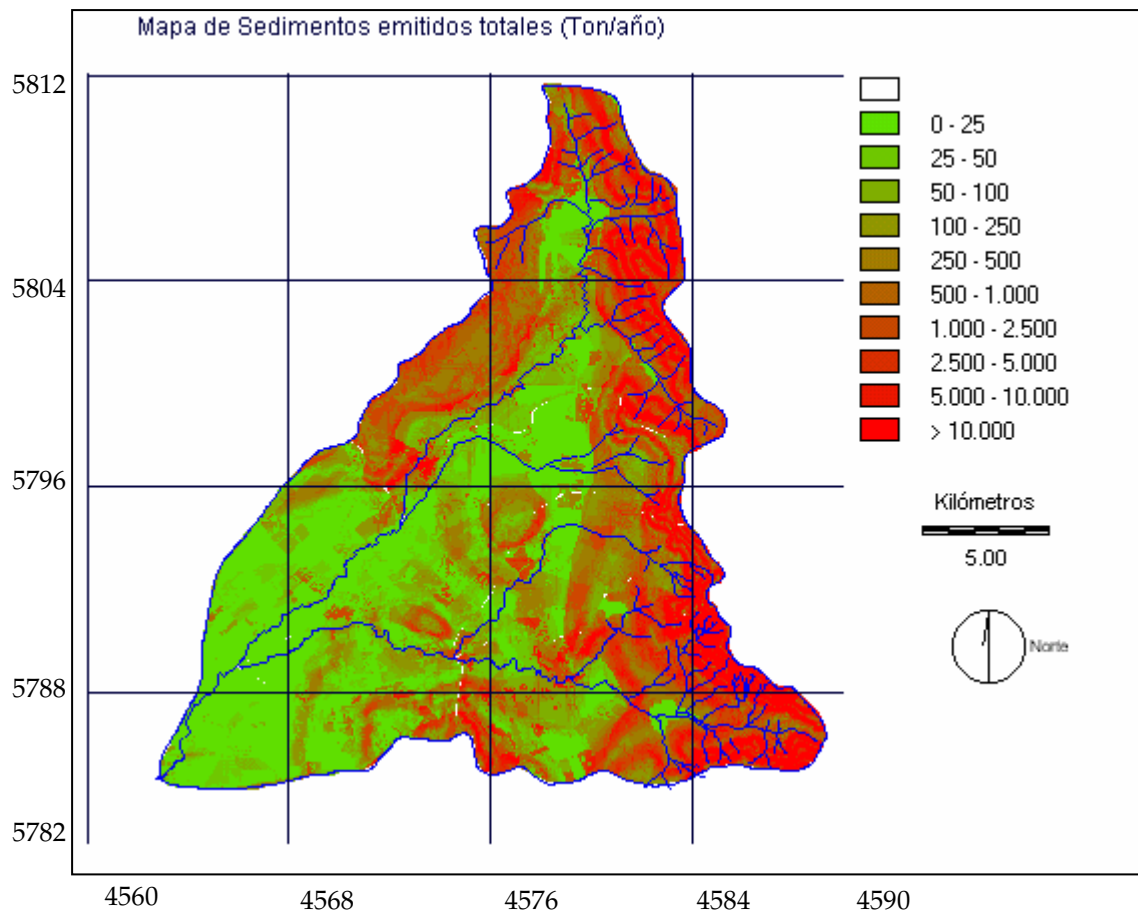 Mapa de Sedimentos emitidos totales (Ton/año)
5812
5804
5796
5788
5782
0 - 25
25 - 50
50 - 100
100 - 250
250 - 500
500 - 1.000
1.000 - 2.500
2.500 - 5.000
5.000 - 10.000
> 10.000
Kilómetros
5.00
Norte
4560 4568 4576 4584 4590